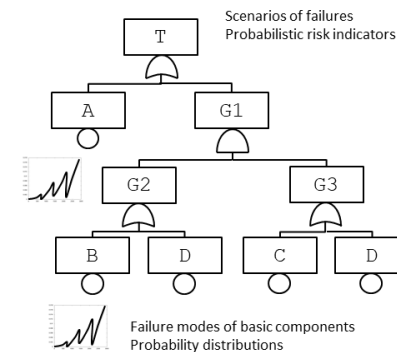 Scenarios of failures
Probabilistic risk indicators
T
A
G1
G2
G3
B
D
C
D
Failure modes of basic components
Probability distributions